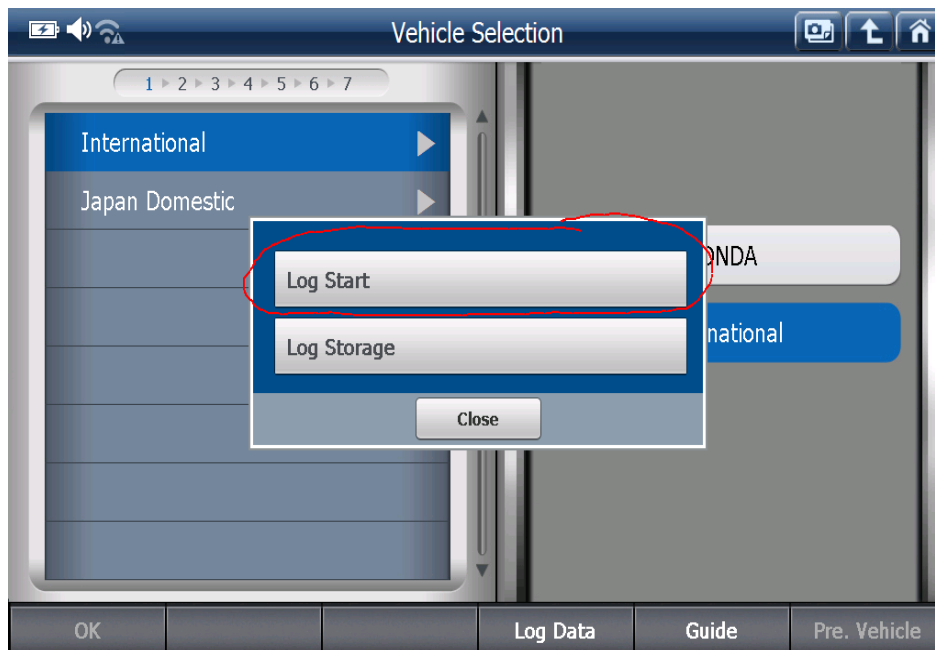 Vehicle Selection
1 2 3 4 5 6 7
International
Japan Domestic
Log Start
Log Storage
Close
ONDA
national
OK
Log Data
Guide
Pre. Vehicle